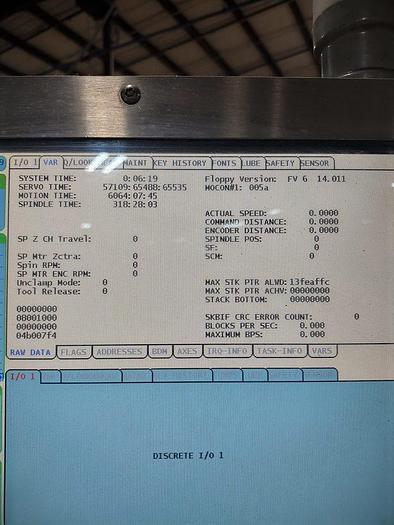 I/O 1 VAR MAINT KEY HISTORY FONTS LUBE SAFETY SENSOR
SYSTEM TIME: 0:06:19 Floppy Version: FV 6 14.011
SERVO TIME: 57109:65488:65535 MOCON#1: 005a
MOTION TIME: 6064:07:45
SPINDLE TIME: 318:28:03
ACTUAL SPEED: 0.0000
COMMAND DISTANCE: 0.0000
ENCODER DISTANCE: 0.0000
SP Z CH Travel: 0 SPINDLE POS: 0
SF: 0
SP Mtr Zctra: 0 SCM: 0
Spin RPM: 0
SP MTR ENC RPM: 0
Unclamp Mode: 0 MAX STK PTR ALWD: 13feaffc
Tool Release: 0 MAX STK PTR ACHV: 00000000
STACK BOTTOM: 00000000
00000000
08001000 SKBIF CRC ERROR COUNT: 0
00000000 BLOCKS PER SEC: 0.000
04b007f4 MAXIMUM BPS: 0.000
RAW DATA FLAGS ADDRESSES BDM AXES IRQ-INFO TASK-INFO VARS
I/O 1
DISCRETE I/O 1